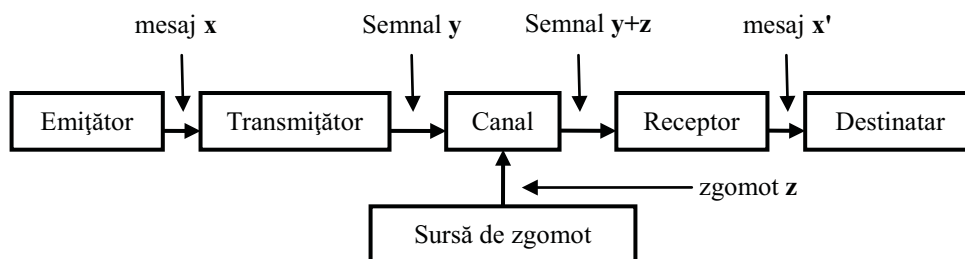 mesaj x
Semnal y
Semnal y+z
mesaj x'
Emiţător
Transmiţător
Canal
Receptor
Destinatar
zgomot z
Sursă de zgomot